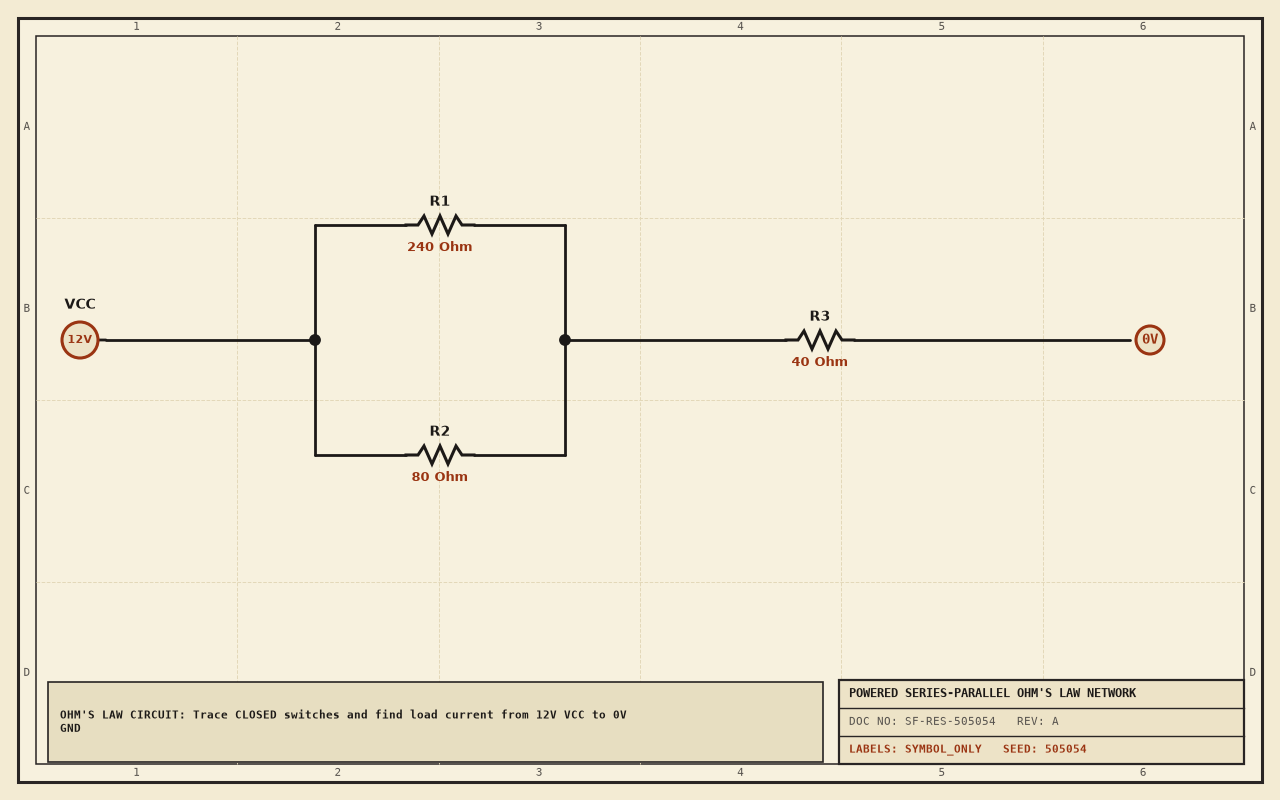 1 2 3 4 5 6
A A
R1
240 Ohm
VCC
B B
12V
R3
0V
40 Ohm
R2
80 Ohm
C C
D D
OHM'S LAW CIRCUIT: Trace CLOSED switches and find load current from 12V VCC to 0V
GND
POWERED SERIES-PARALLEL OHM'S LAW NETWORK
DOC NO: SF-RES-505054 REV: A
LABELS: SYMBOL_ONLY SEED: 505054
1 2 3 4 5 6